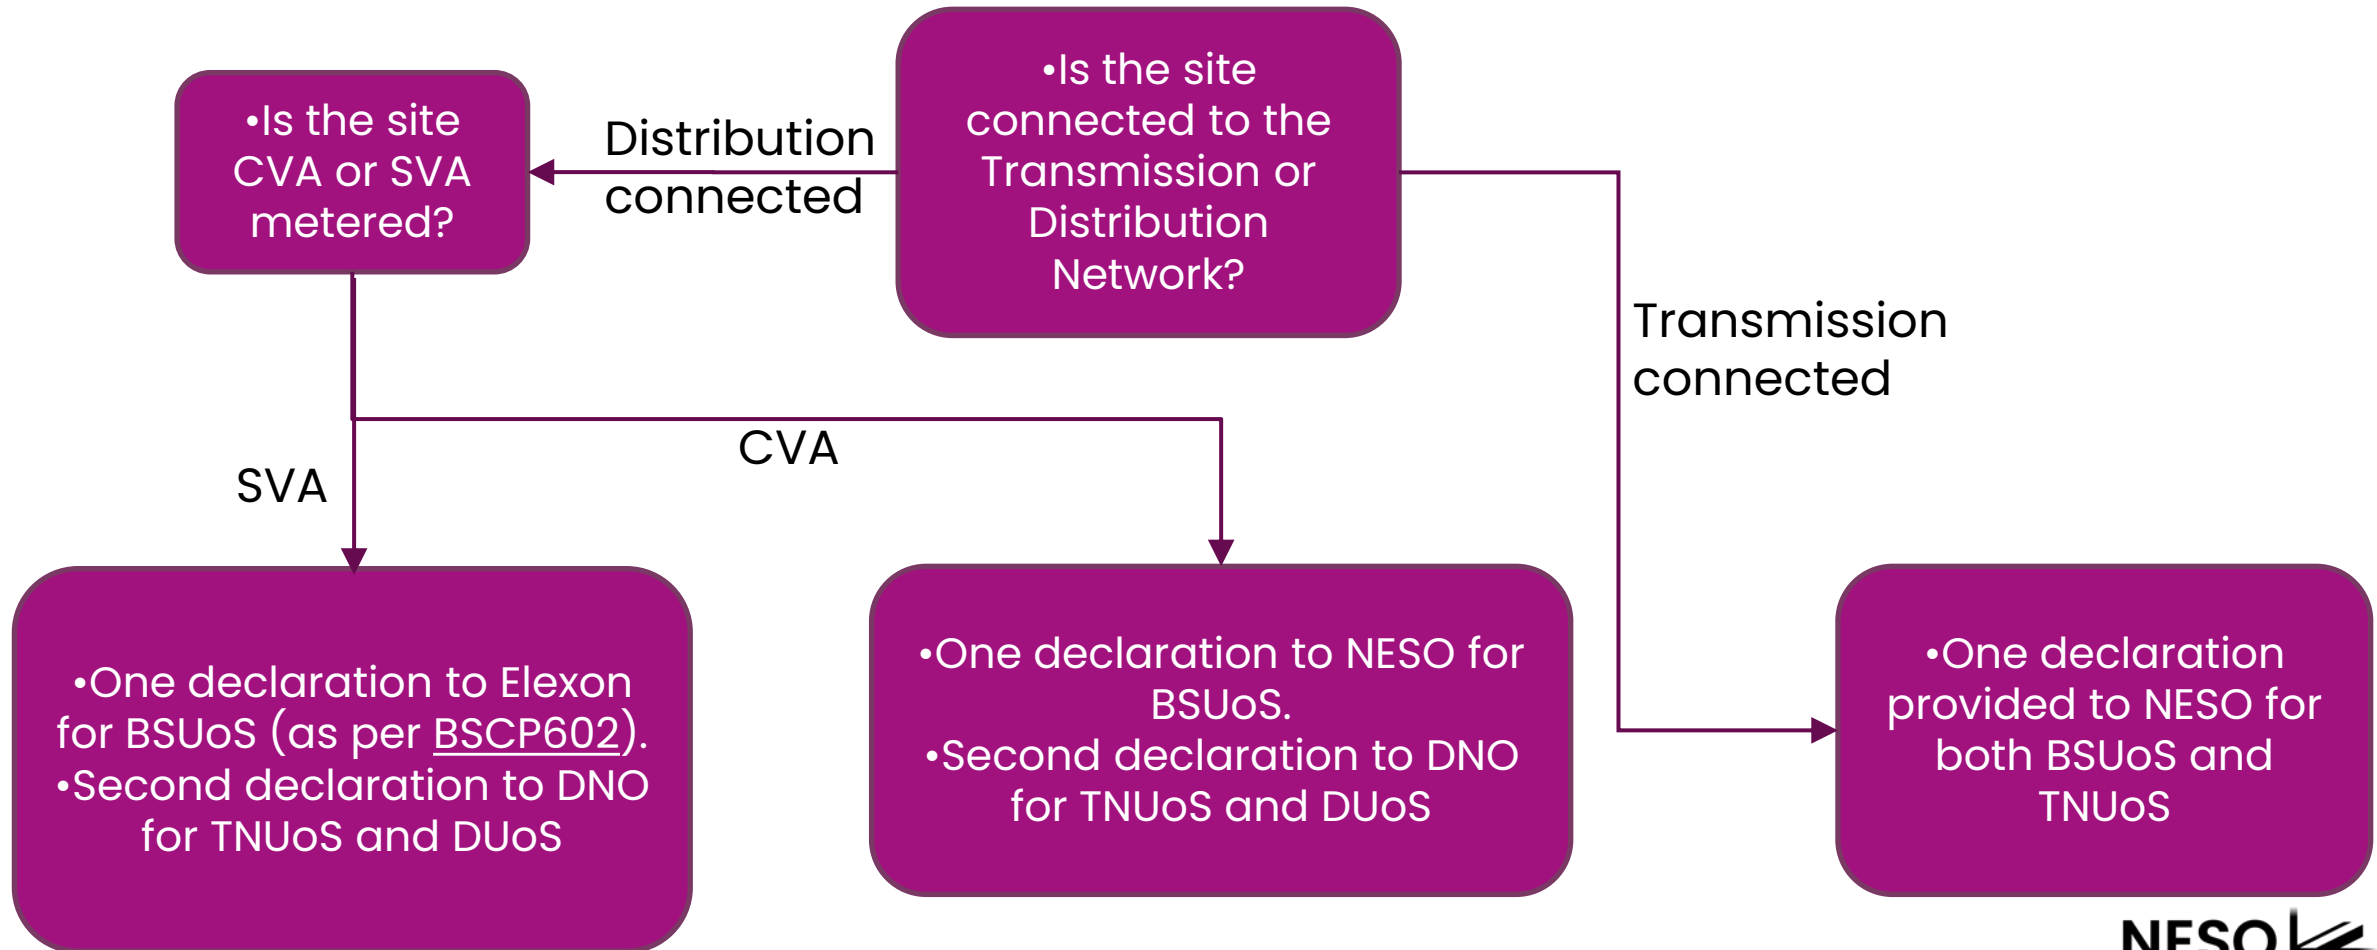 •Is the site
connected to the
Transmission or
Distribution
Network?
Distribution
connected
•Is the site
CVA or SVA
metered?
Transmission
connected
CVA
SVA
•One declaration to Elexon
for BSUoS (as per BSCP602).
•Second declaration to DNO
for TNUoS and DUoS
•One declaration to NESO for
BSUoS.
•Second declaration to DNO
for TNUoS and DUoS
•One declaration
provided to NESO for
both BSUoS and
TNUoS
NESO